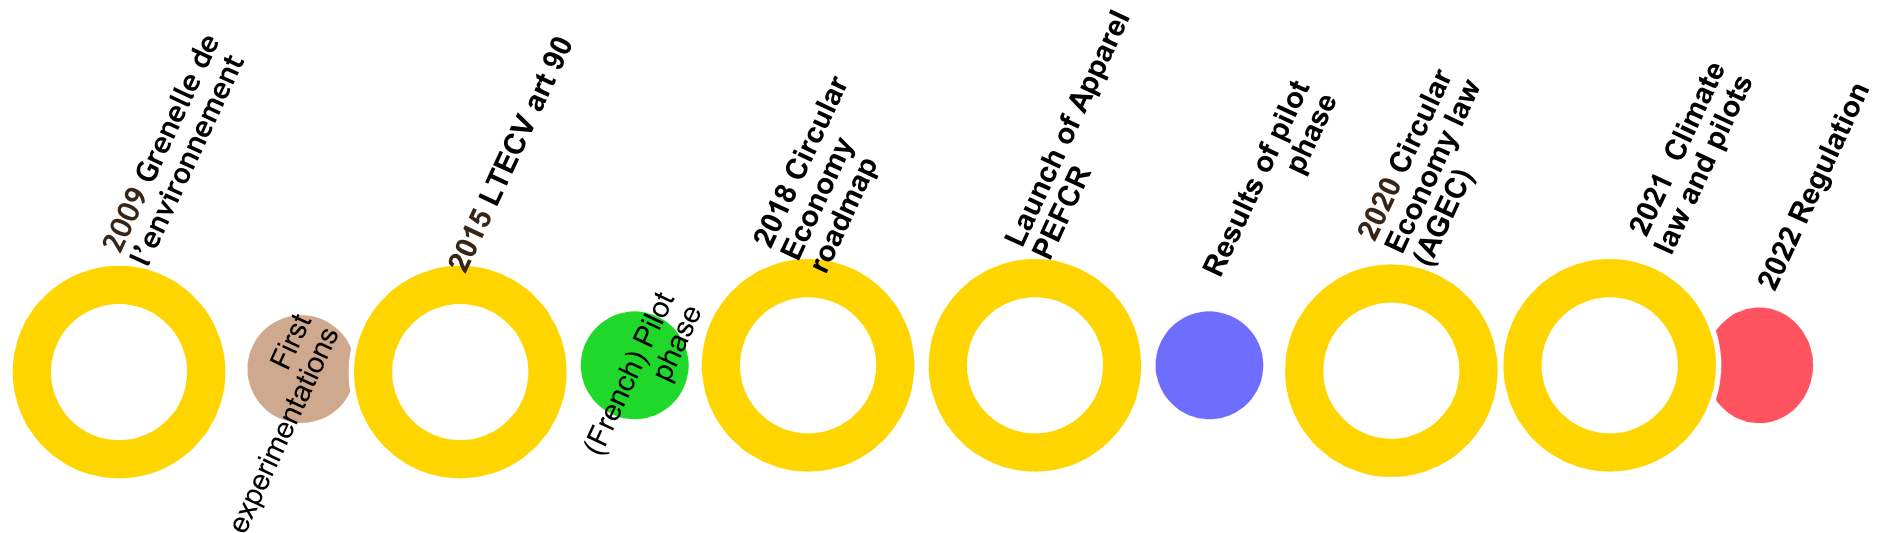 2009 Grenelle de
l’environnement
First
experimentations
2015 LTECV art 90
(French) Pilot
phase
2018 Circular
Economy
roadmap
Launch of Apparel
PEFCR
Results of pilot
phase
2020 Circular
Economy law
(AGEC)
2021 Climate
law and pilots
2022 Regulation